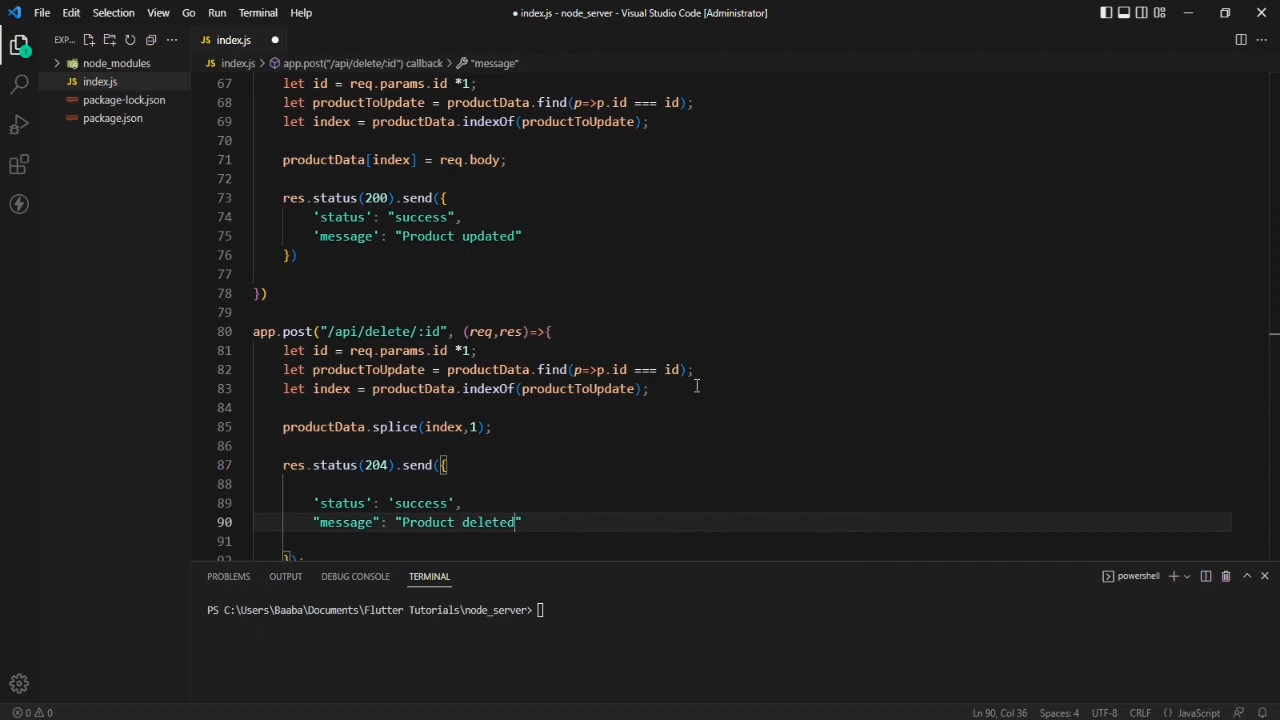 File Edit Selection View Go Run Terminal Help
● index.js - node_server - Visual Studio Code [Administrator]
EXP... ...
JS index.js ●
1
index.js > app.post("/api/delete/:id") callback > "message"
node_modules
JS index.js
package-lock.json
package.json
67 let id = req.params.id *1;
68 let productToUpdate = productData.find(p=>p.id === id);
69 let index = productData.indexOf(productToUpdate);
70
71 productData[index] = req.body;
72
73 res.status(200).send({
74 'status': "success",
75 'message': "Product updated"
76 })
77
78 })
79
80 app.post("/api/delete/:id", (req,res)=>{
81 let id = req.params.id *1;
82 let productToUpdate = productData.find(p=>p.id === id);
83 let index = productData.indexOf(productToUpdate);
84
85 productData.splice(index,1);
86
87 res.status(204).send({
88
89 'status': 'success',
90 "message": "Product deleted"
91
92 });
PROBLEMS OUTPUT DEBUG CONSOLE TERMINAL
powershell
PS C:\Users\Baaba\Documents\Flutter Tutorials\node_server>
0 0
Ln 90, Col 36 Spaces: 4 UTF-8 CRLF {} JavaScript